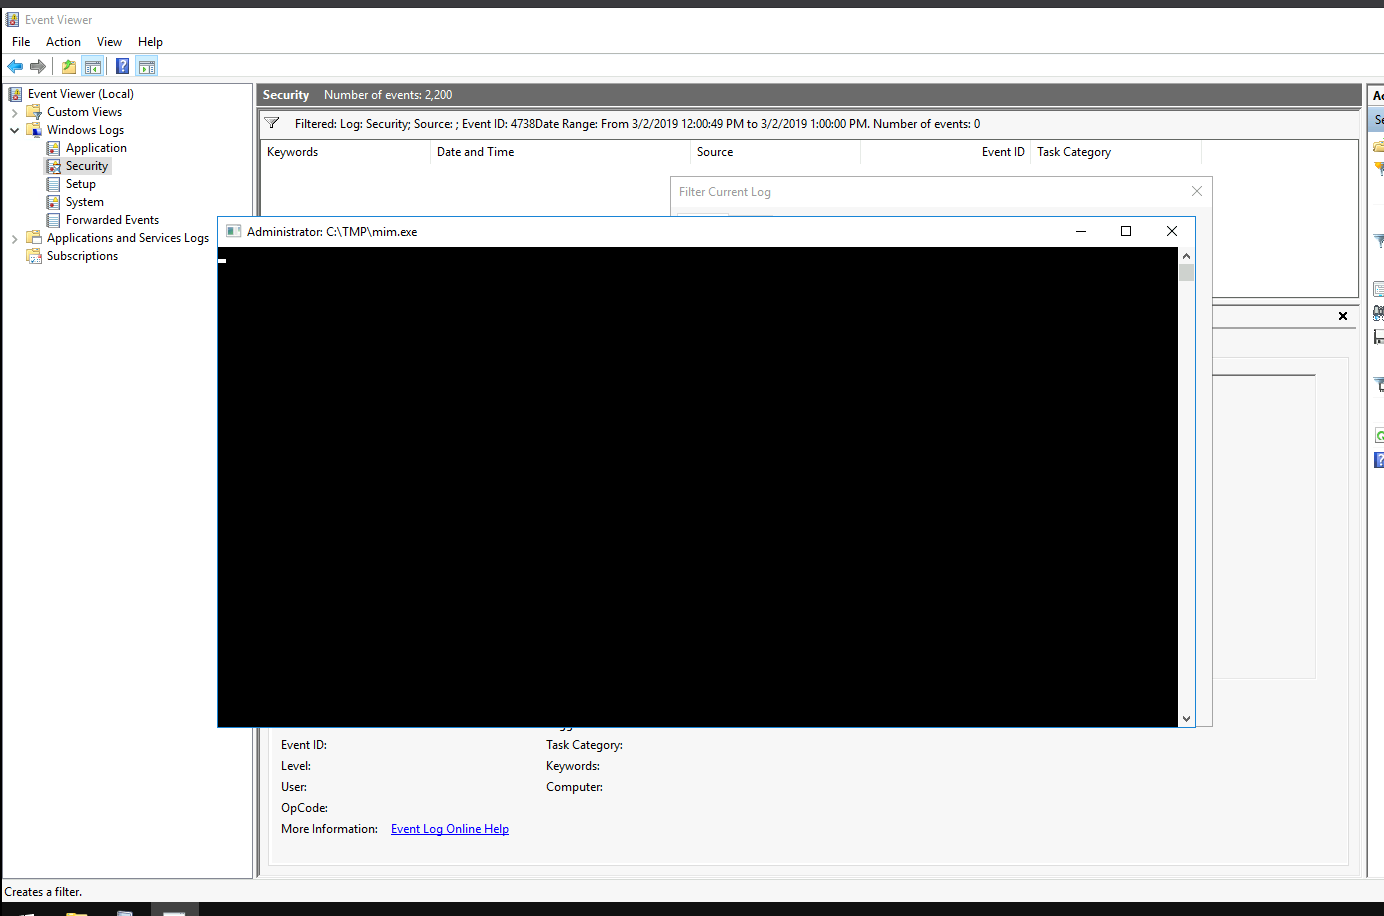 Event Viewer
File Action View Help
Event Viewer (Local)
Custom Views
Windows Logs
Application
Security
Setup
System
Forwarded Events
Applications and Services Logs
Subscriptions
Security Number of events: 2,200
Filtered: Log: Security; Source: ; Event ID: 4738Date Range: From 3/2/2019 12:00:49 PM to 3/2/2019 1:00:00 PM. Number of events: 0
Keywords Date and Time Source Event ID Task Category
Filter Current Log
Administrator: C:\TMP\mim.exe
Event ID: Task Category:
Level: Keywords:
User: Computer:
OpCode:
More Information: Event Log Online Help
Creates a filter.